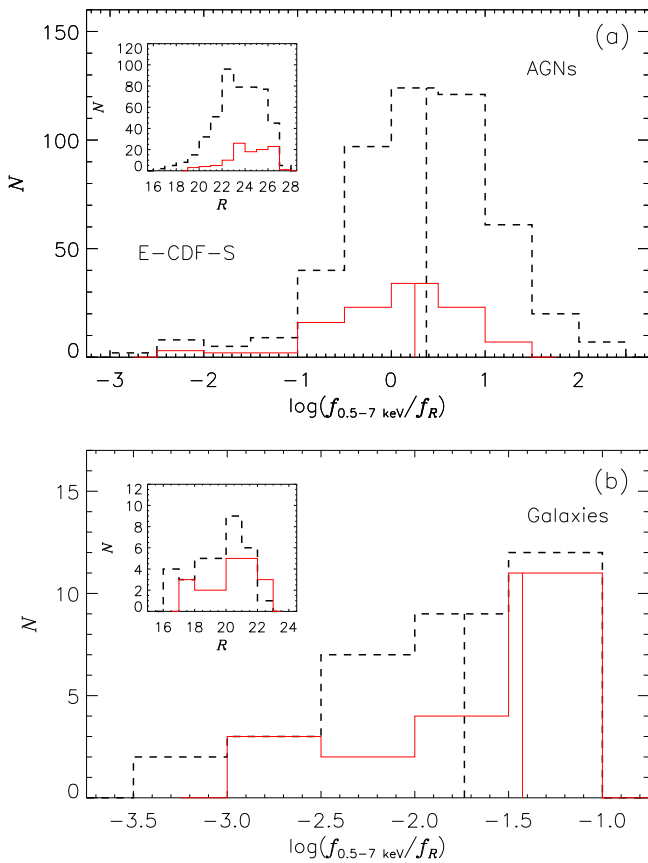 (a)
AGNs
E-CDF-S
N
150
100
50
0
-3 -2 -1 0 1 2
log(f0.5-7 keV/fR)
N
120
100
80
60
40
20
0
16 18 20 22 24 26 28
R
(b)
Galaxies
N
15
10
5
0
-3.5 -3.0 -2.5 -2.0 -1.5 -1.0
log(f0.5-7 keV/fR)
N
12
10
8
6
4
2
0
16 18 20 22 24
R